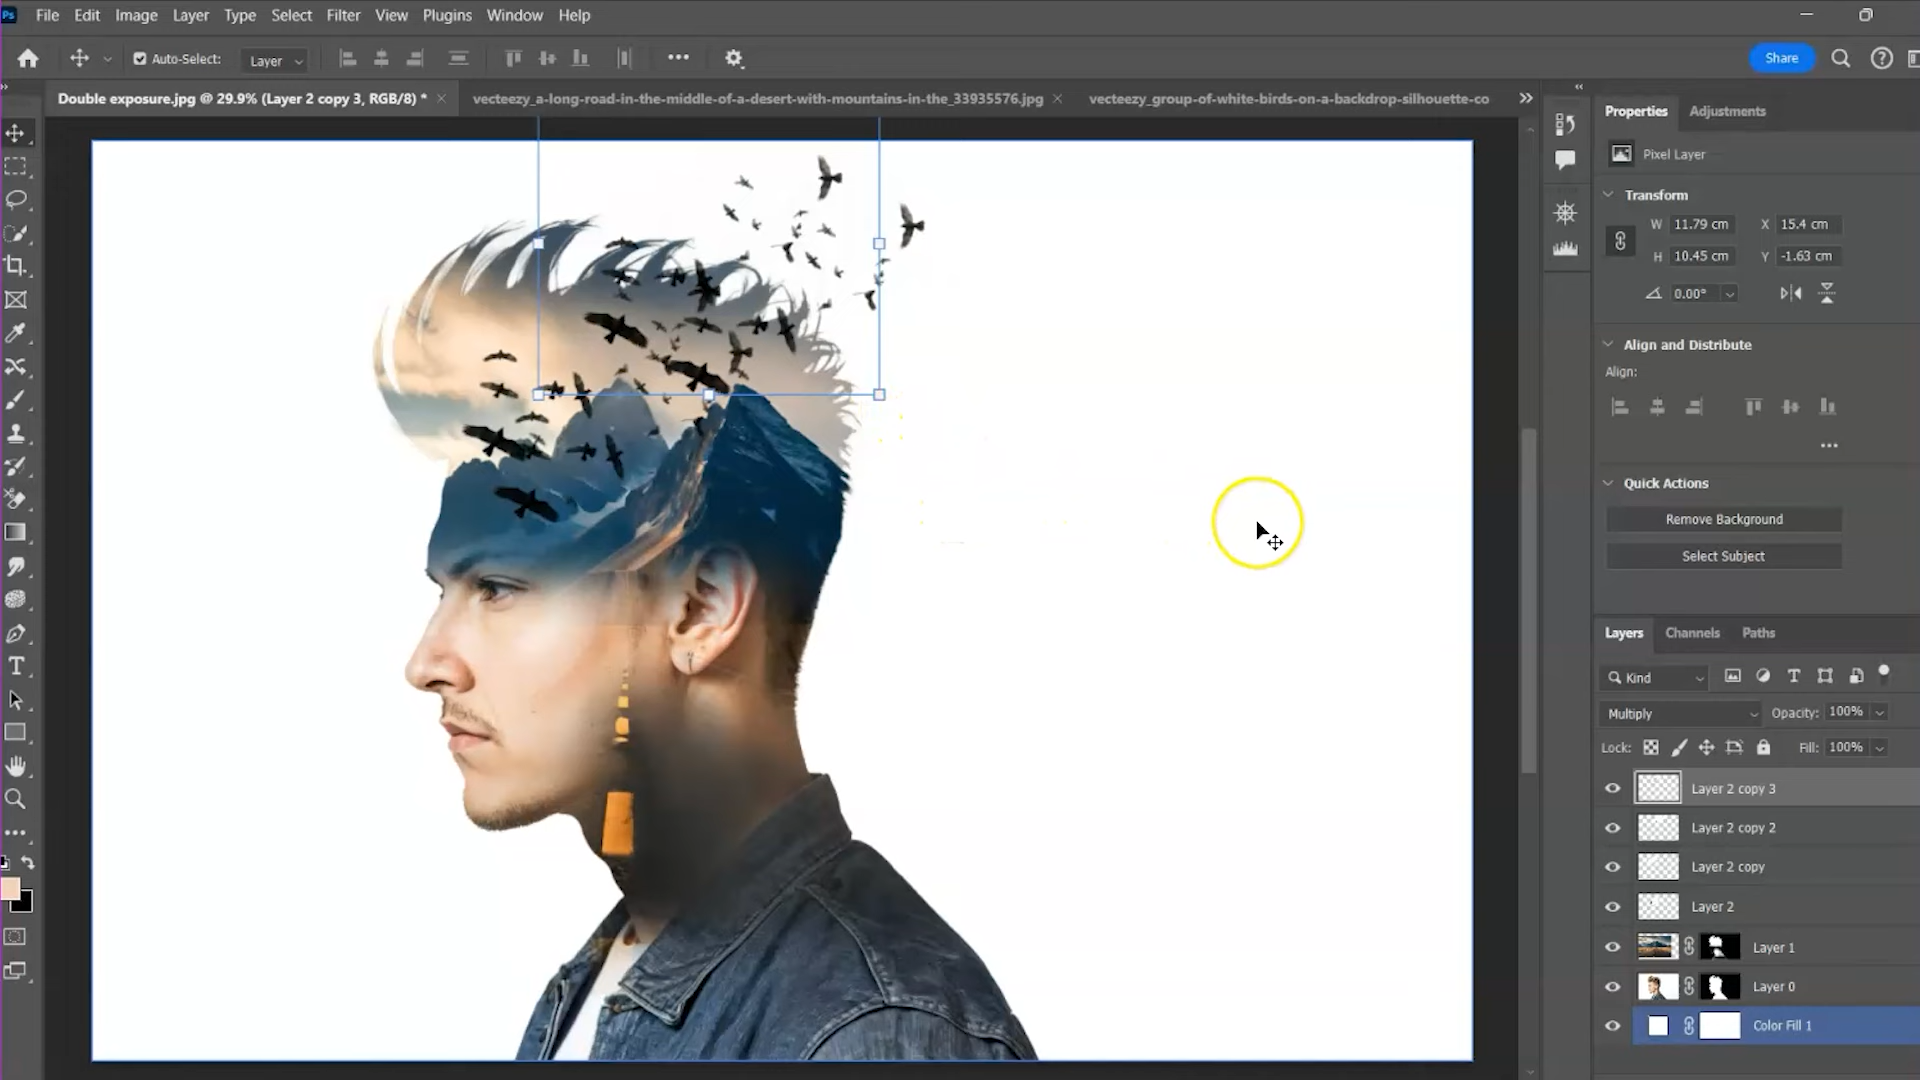 Ps File Edit Image Layer Type Select Filter View Plugins Window Help
Auto-Select: Layer Share
Double exposure.jpg @ 29.9% (Layer 2 copy 3, RGB/8) * vecteezy_a-long-road-in-the-middle-of-a-desert-with-mountains-in-the_33935576.jpg vecteezy_group-of-white-birds-on-a-backdrop-silhouette-co
Properties Adjustments
Pixel Layer
Transform
W 11.79 cm X 15.4 cm
H 10.45 cm Y -1.63 cm
0.00°
Align and Distribute
Align:
Quick Actions
Remove Background
Select Subject
Layers Channels Paths
Kind
Multiply Opacity: 100%
Lock: Fill: 100%
Layer 2 copy 3
Layer 2 copy 2
Layer 2 copy
Layer 2
Layer 1
Layer 0
Color Fill 1